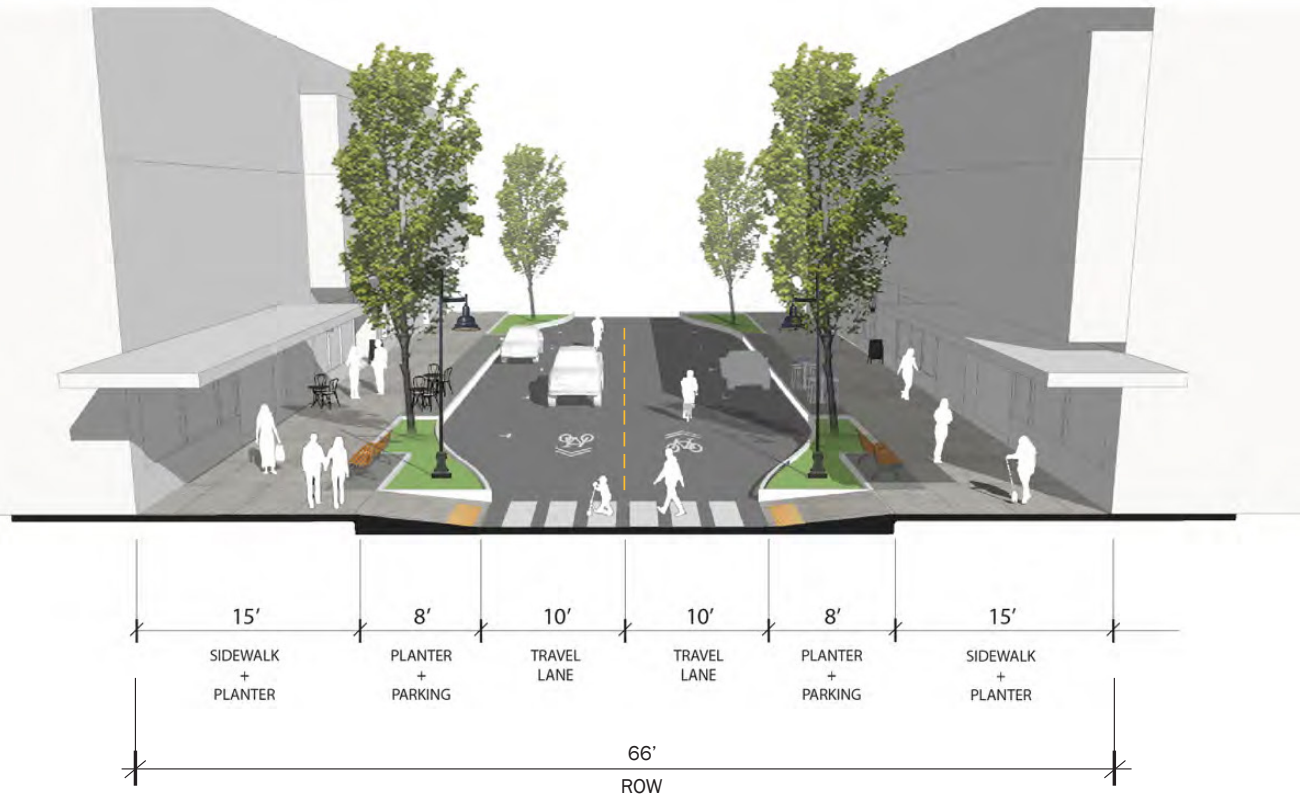 15’ 8’ 10’ 10’ 8’ 15’
SIDEWALK
+
PLANTER
PLANTER
+
PARKING
TRAVEL
LANE
TRAVEL
LANE
PLANTER
+
PARKING
SIDEWALK
+
PLANTER
66’
ROW